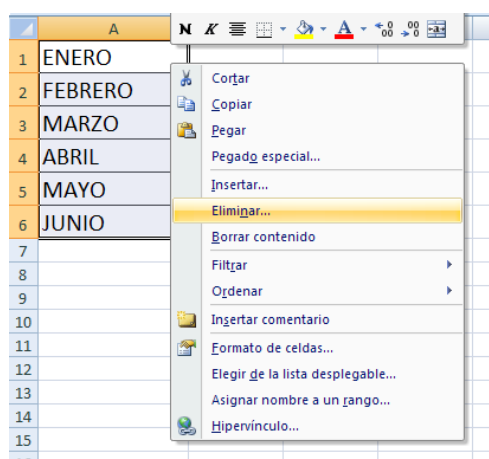 A
N K A
1 ENERO
2 FEBRERO
3 MARZO
4 ABRIL
5 MAYO
6 JUNIO
7
8
9
10
11
12
13
14
15
Cortar
Copiar
Pegar
Pegado especial...
Insertar...
Eliminar...
Borrar contenido
Filtrar
Ordenar
Insertar comentario
Formato de celdas...
Elegir de la lista desplegable...
Asignar nombre a un rango...
Hipervínculo...